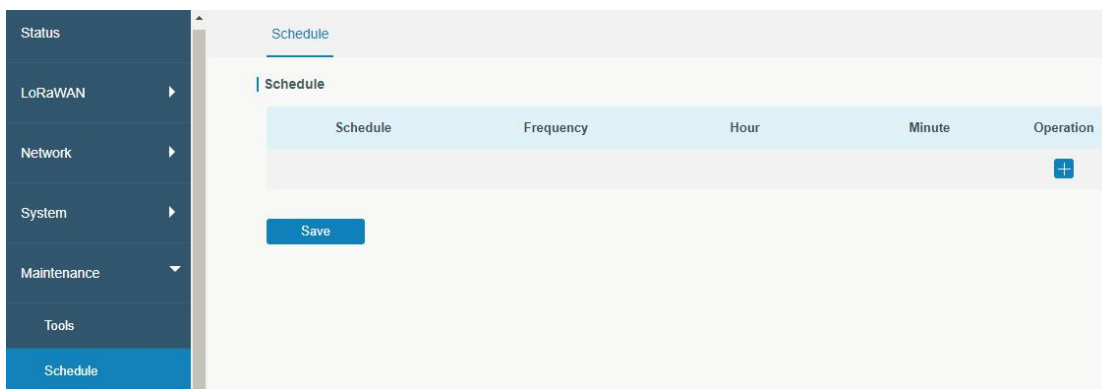 Status
LoRaWAN
Network
System
Maintenance
Tools
Schedule
Schedule
Schedule
Schedule Frequency Hour Minute Operation
Save